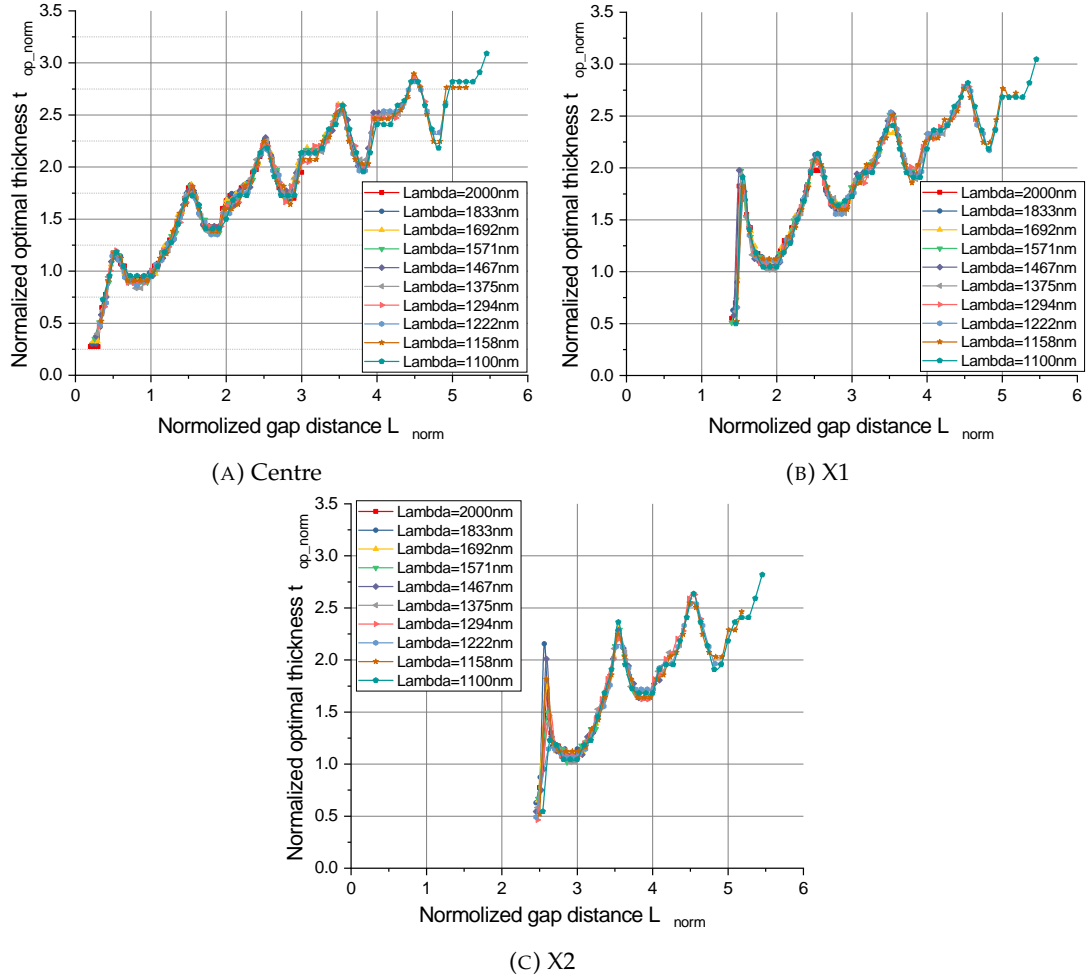 3.5
3.0
2.5
2.0
1.5
1.0
0.5
0.0
Normalized optimal thickness t op_norm
Lambda=2000nm
Lambda=1833nm
Lambda=1692nm
Lambda=1571nm
Lambda=1467nm
Lambda=1375nm
Lambda=1294nm
Lambda=1222nm
Lambda=1158nm
Lambda=1100nm
0 1 2 3 4 5 6
Normolized gap distance L norm
(A) Centre
3.5
3.0
2.5
2.0
1.5
1.0
0.5
0.0
Normalized optimal thickness t op_norm
Lambda=2000nm
Lambda=1833nm
Lambda=1692nm
Lambda=1571nm
Lambda=1467nm
Lambda=1375nm
Lambda=1294nm
Lambda=1222nm
Lambda=1158nm
Lambda=1100nm
0 1 2 3 4 5 6
Normolized gap distance L norm
(B) X1
3.5
3.0
2.5
2.0
1.5
1.0
0.5
0.0
Normalized optimal thickness t op_norm
Lambda=2000nm
Lambda=1833nm
Lambda=1692nm
Lambda=1571nm
Lambda=1467nm
Lambda=1375nm
Lambda=1294nm
Lambda=1222nm
Lambda=1158nm
Lambda=1100nm
0 1 2 3 4 5 6
Normolized gap distance L norm
(C) X2